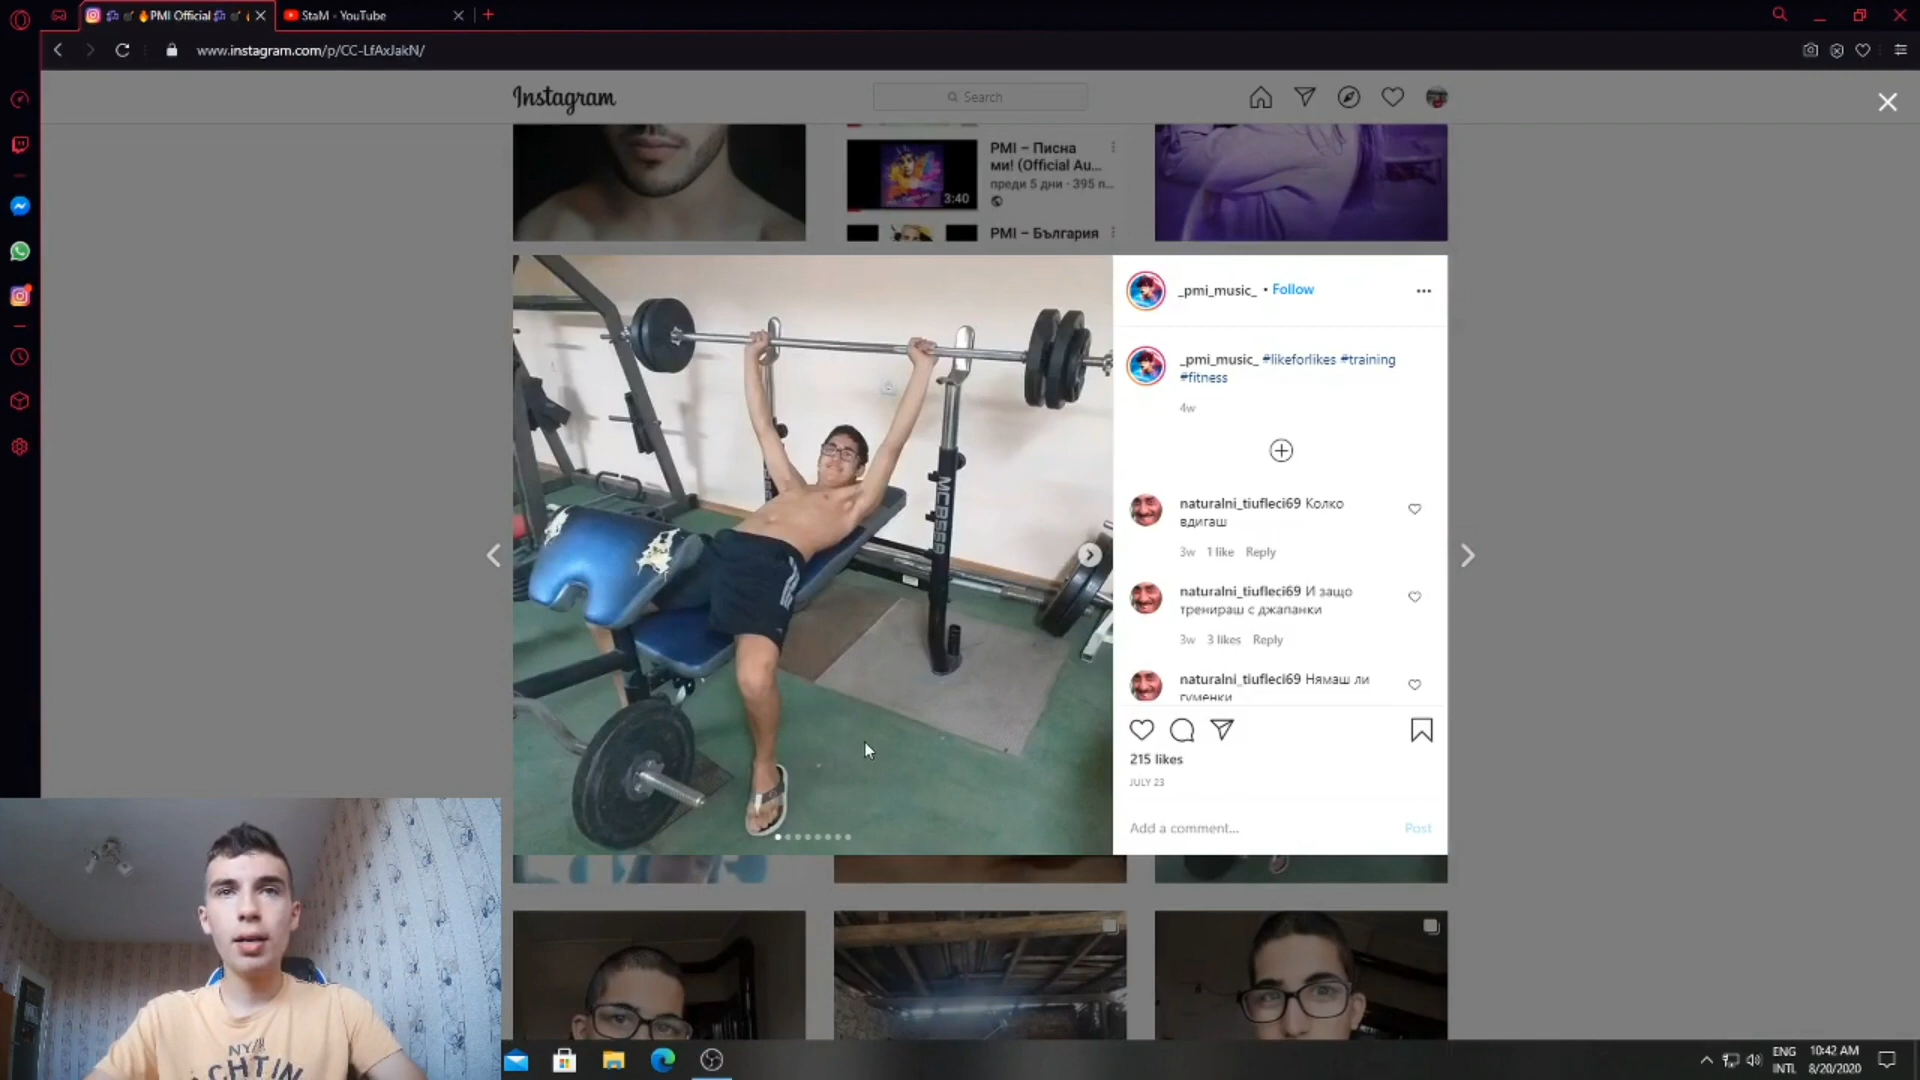 PMI Official
StaM - YouTube
www.instagram.com/p/CC-LfAxJakN/
Instagram
Search
PMI – Писна
ми! (Official Au...
преди 5 дни · 395 п...
3:40
PMI – България
_pmi_music_ • Follow
_pmi_music_ #likeforlikes #training
#fitness
4w
naturalni_tiufleci69 Колко
вдигаш
3w 1 like Reply
naturalni_tiufleci69 И защо
тренираш с джапанки
3w 3 likes Reply
naturalni_tiufleci69 Нямаш ли
гуменки
215 likes
JULY 23
Add a comment...
Post
MCB559
NY
CHTIN
ENG
INTL
10:42 AM
8/20/2020